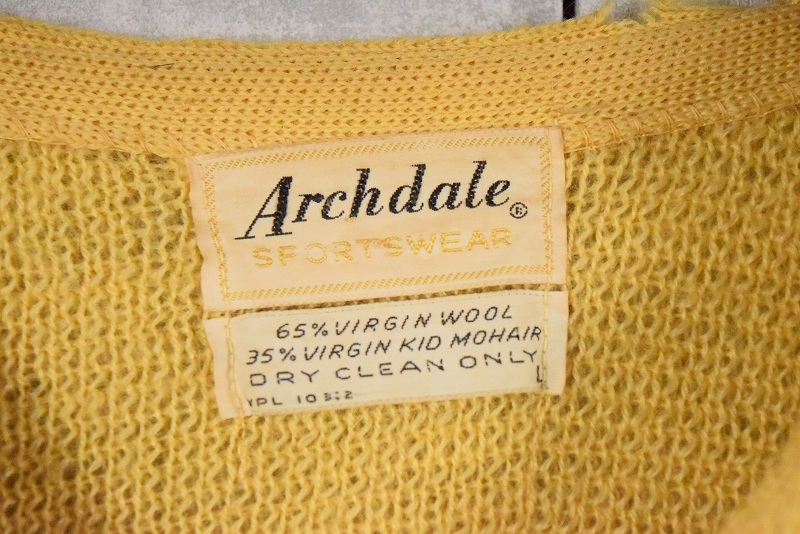 Archdale®
SPORTSWEAR
65% VIRGIN WOOL
35% VIRGIN KID MOHAIR
DRY CLEAN ONLY
L